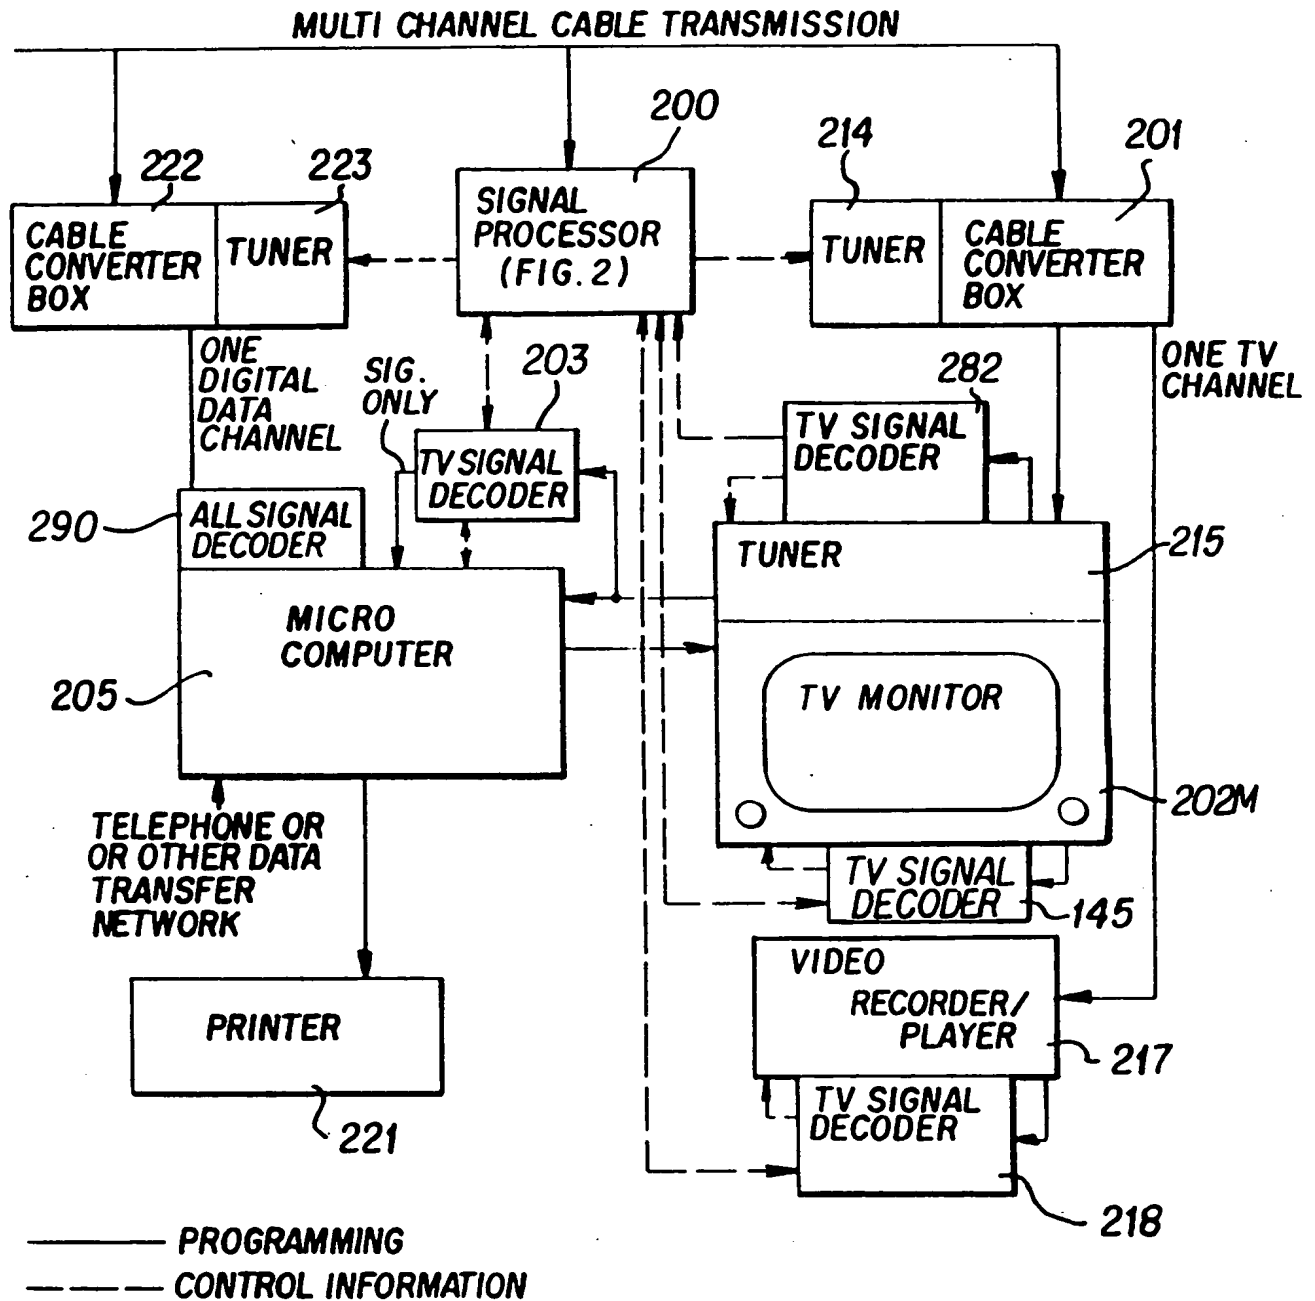 MULTI CHANNEL CABLE TRANSMISSION
200
214
201
222
223
CABLE
CONVERTER
BOX
TUNER
SIGNAL
PROCESSOR
(FIG. 2)
TUNER
CABLE
CONVERTER
BOX
ONE
DIGITAL
DATA
CHANNEL
SIG.
ONLY
203
282
ONE TV
CHANNEL
TV SIGNAL
DECODER
TV SIGNAL
DECODER
290
ALL SIGNAL
DECODER
TUNER
215
MICRO
COMPUTER
205
TV MONITOR
202M
TELEPHONE OR
OR OTHER DATA
TRANSFER
NETWORK
TV SIGNAL
DECODER
145
VIDEO
RECORDER/
PLAYER
217
PRINTER
221
TV SIGNAL
DECODER
218
PROGRAMMING
CONTROL INFORMATION